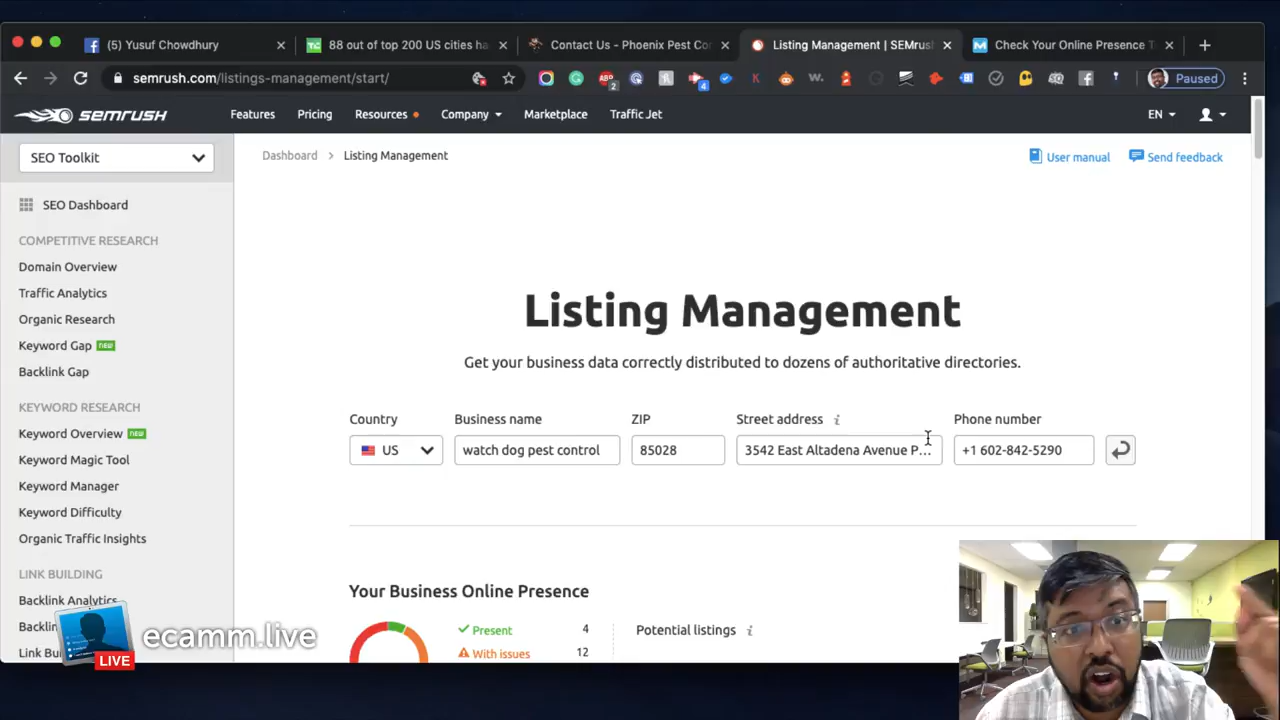 (5) Yusuf Chowdhury
88 out of top 200 US cities ha
Contact Us - Phoenix Pest Co
Listing Management | SEMrush
Check Your Online Presence T
semrush.com/listings-management/start/
ABP
2
4
K
w.
Paused
SEMRUSH
Features
Pricing
Resources
Company
Marketplace
Traffic Jet
EN
SEO Toolkit
Dashboard > Listing Management
User manual
Send feedback
SEO Dashboard
COMPETITIVE RESEARCH
Domain Overview
Traffic Analytics
Organic Research
Keyword Gap new
Backlink Gap
KEYWORD RESEARCH
Keyword Overview new
Keyword Magic Tool
Keyword Manager
Keyword Difficulty
Organic Traffic Insights
LINK BUILDING
Backlink Analytics
Listing Management
Get your business data correctly distributed to dozens of authoritative directories.
Country
Business name
ZIP
Street address i
Phone number
US
watch dog pest control
85028
3542 East Altadena Avenue P...
+1 602-842-5290
Your Business Online Presence
Present 4
With issues 12
Potential listings i
ecamm.live
LIVE